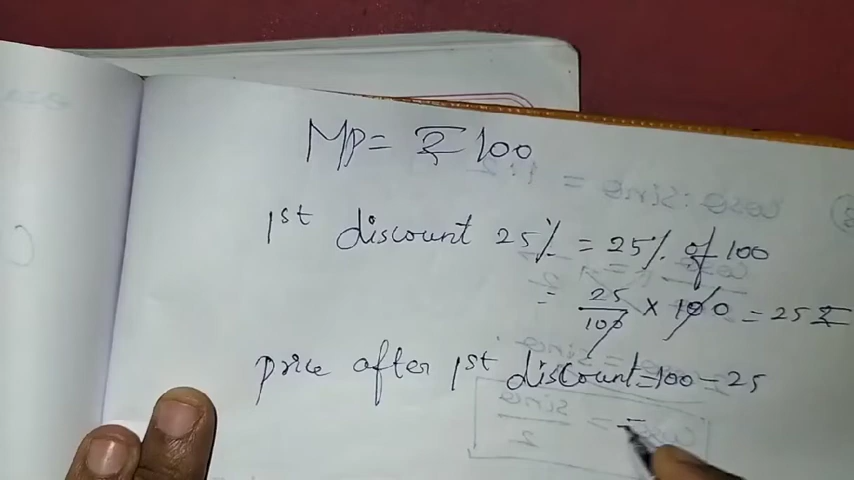 MP= ₹ 100
1st discount 25% = 25% of 100
= 25/100 × 100 = 25 ₹
price after 1st discount=100-25
=